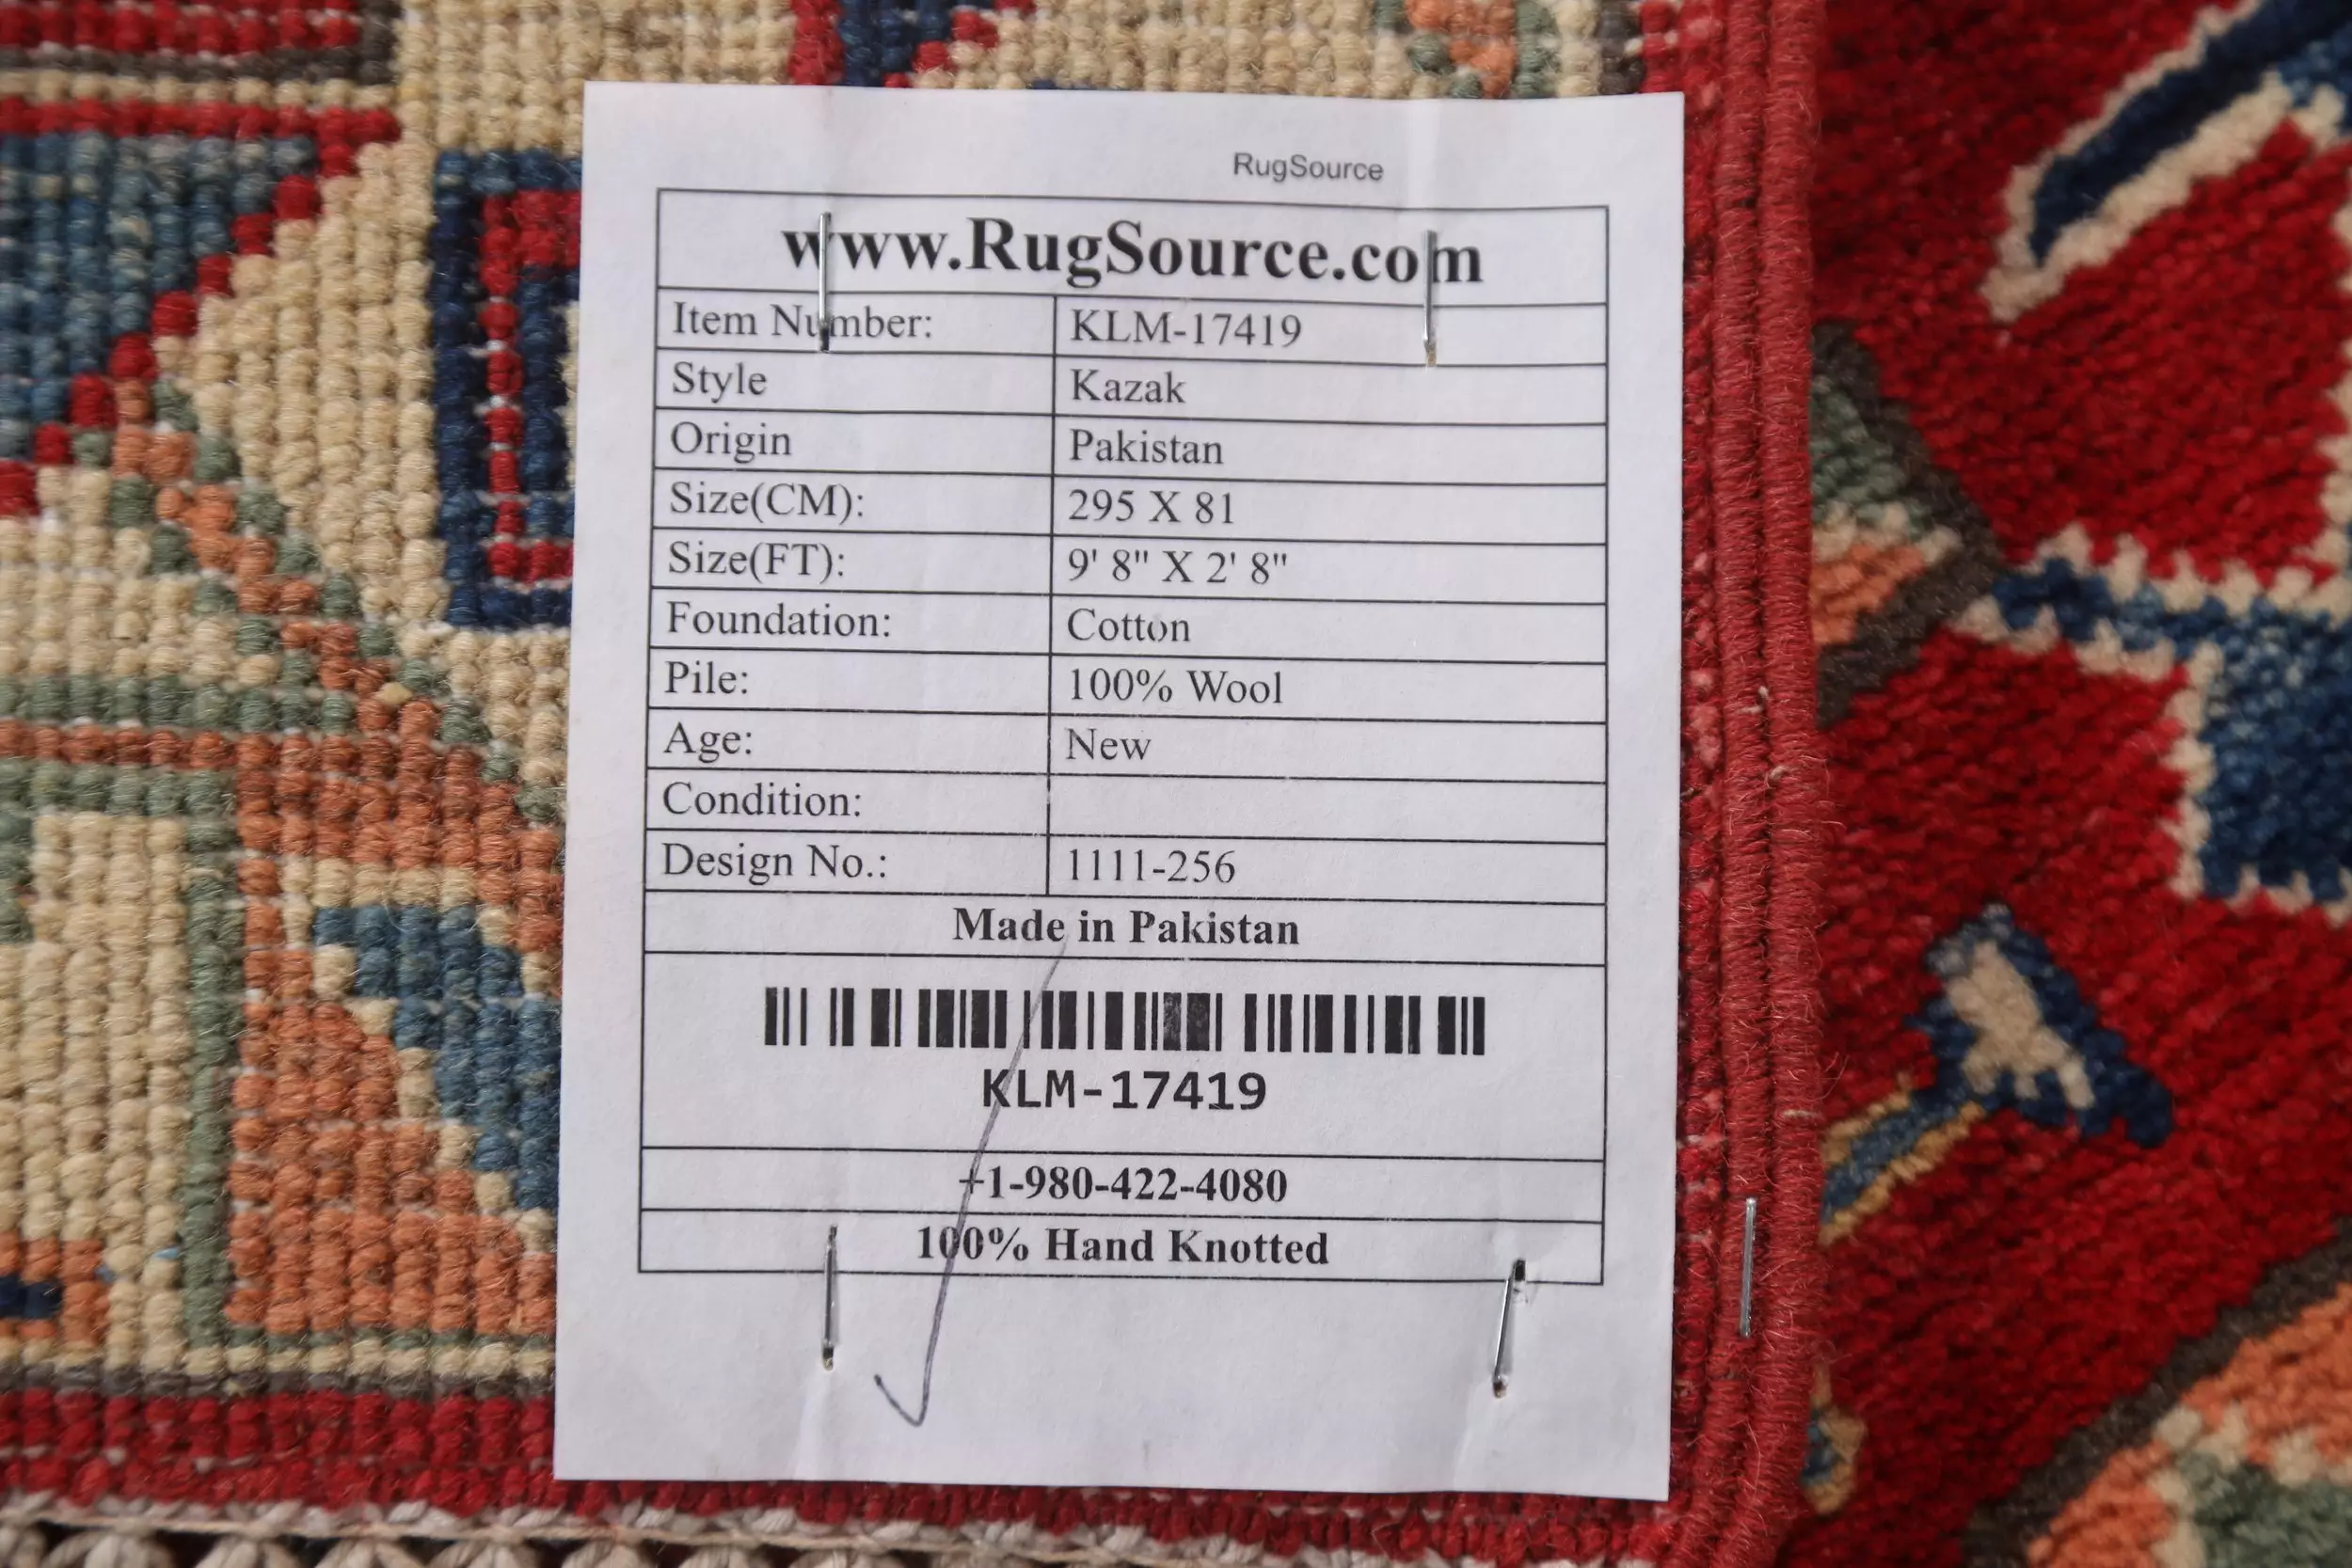 RugSource
www.RugSource.com
Item Number: KLM-17419
Style Kazak
Origin Pakistan
Size(CM): 295 X 81
Size(FT): 9' 8" X 2' 8"
Foundation: Cotton
Pile: 100% Wool
Age: New
Condition:
Design No.: 1111-256
Made in Pakistan
KLM-17419
+1-980-422-4080
100% Hand Knotted